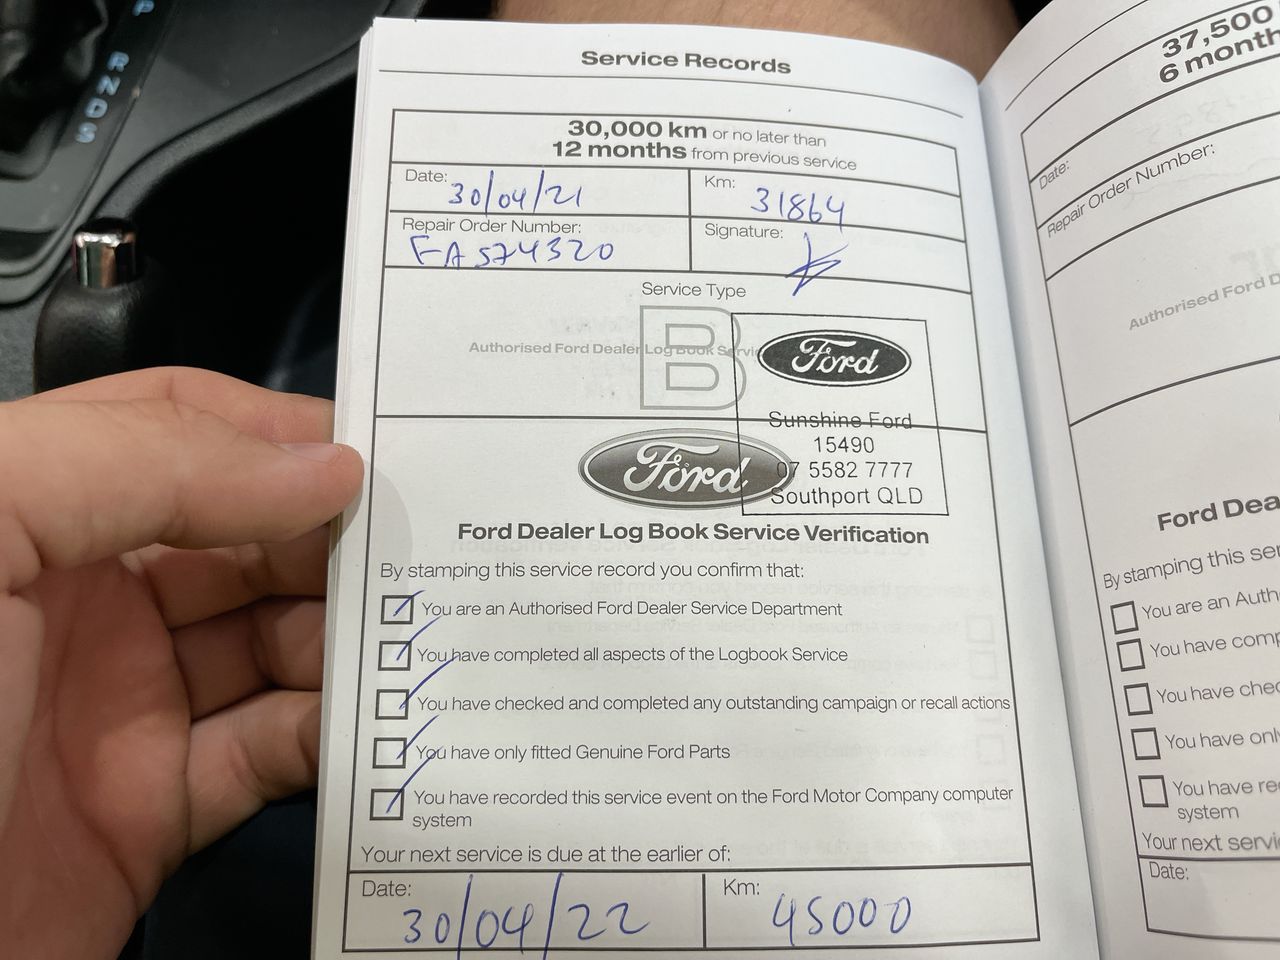 P
R
N
D
S
Service Records
30,000 km or no later than
12 months from previous service
Date: 30/04/21
Km: 31864
Repair Order Number:
FA574320
Signature:
Service Type
B
Authorised Ford Dealer Log Book Servi
Ford
Sunshine Ford
15490
07 5582 7777
Southport QLD
Ford
Ford Dealer Log Book Service Verification
By stamping this service record you confirm that:
You are an Authorised Ford Dealer Service Department
You have completed all aspects of the Logbook Service
You have checked and completed any outstanding campaign or recall actions
You have only fitted Genuine Ford Parts
You have recorded this service event on the Ford Motor Company computer
system
Your next service is due at the earlier of:
Date: 30/04/22
Km: 45000
37,500
6 month
Date:
Repair Order Number:
Authorised Ford D
Ford Dea
By stamping this ser
You are an Auth
You have comp
You have chec
You have onl
You have re
system
Your next servi
Date: